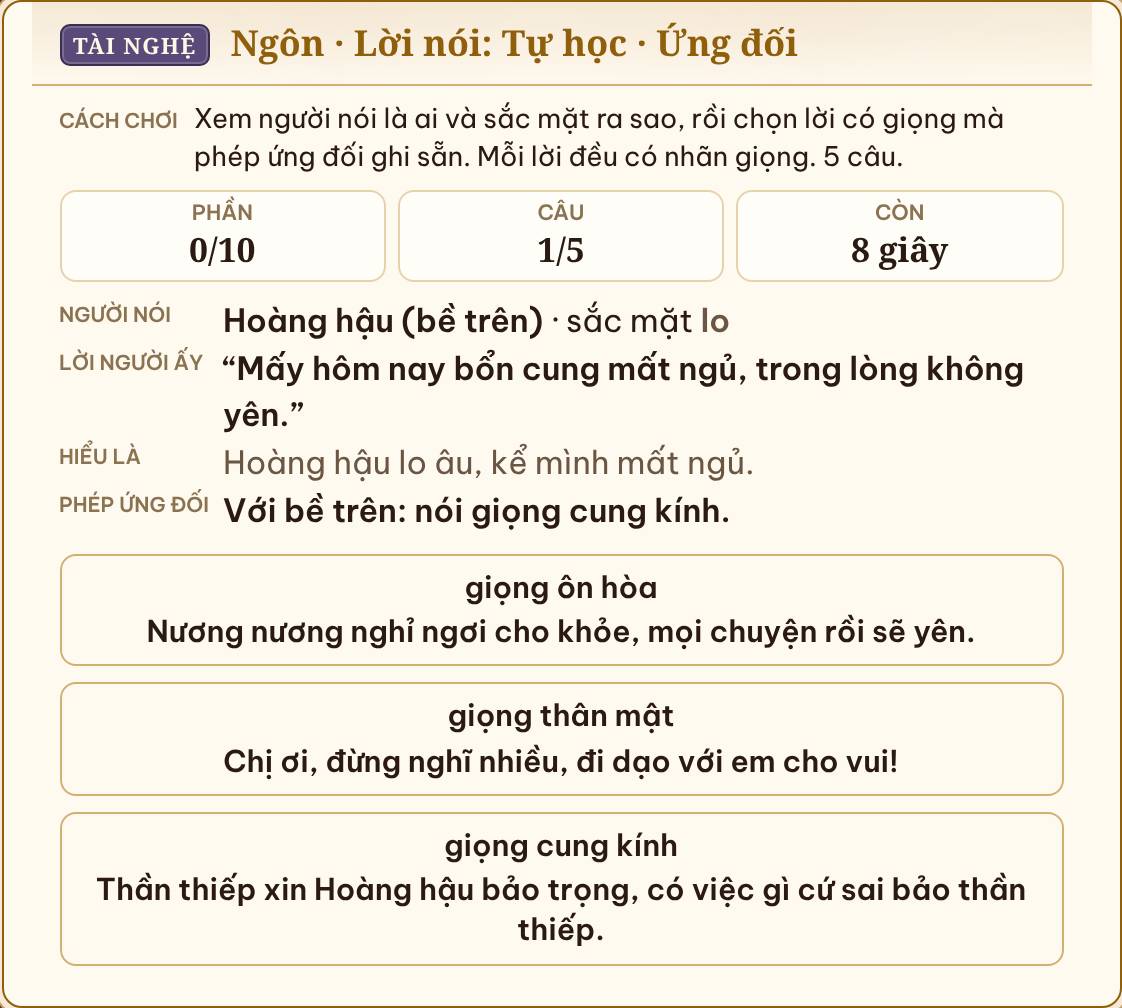 TÀI NGHỆ Ngôn · Lời nói: Tự học · Ứng đối
CÁCH CHƠI Xem người nói là ai và sắc mặt ra sao, rồi chọn lời có giọng mà
phép ứng đối ghi sẵn. Mỗi lời đều có nhãn giọng. 5 câu.
PHẦN CÂU CÒN
0/10 1/5 8 giây
NGƯỜI NÓI Hoàng hậu (bề trên) · sắc mặt lo
LỜI NGƯỜI ẤY “Mấy hôm nay bổn cung mất ngủ, trong lòng không
yên.”
HIỂU LÀ Hoàng hậu lo âu, kể mình mất ngủ.
PHÉP ỨNG ĐỐI Với bề trên: nói giọng cung kính.
giọng ôn hòa
Nương nương nghỉ ngơi cho khỏe, mọi chuyện rồi sẽ yên.
giọng thân mật
Chị ơi, đừng nghĩ nhiều, đi dạo với em cho vui!
giọng cung kính
Thần thiếp xin Hoàng hậu bảo trọng, có việc gì cứ sai bảo thần
thiếp.